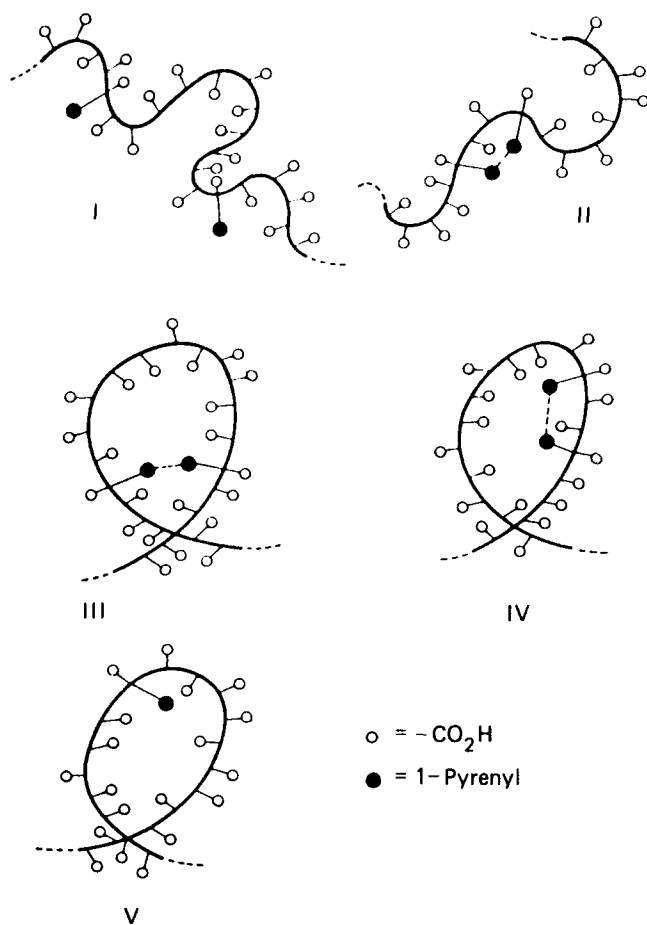 I
II
III
IV
V
○ = -CO₂H
● = 1-Pyrenyl